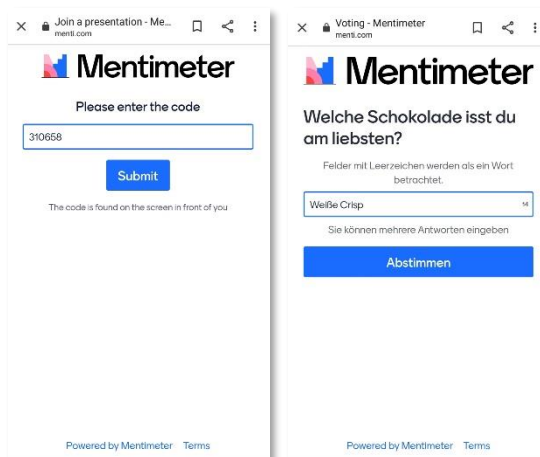 Join a presentation - Me...
menti.com
Mentimeter
Please enter the code
310658
Submit
The code is found on the screen in front of you
Powered by Mentimeter Terms
Voting - Mentimeter
menti.com
Mentimeter
Welche Schokolade isst du
am liebsten?
Felder mit Leerzeichen werden als ein Wort
betrachtet.
Weiße Crisp 14
Sie können mehrere Antworten eingeben
Abstimmen
Powered by Mentimeter Terms